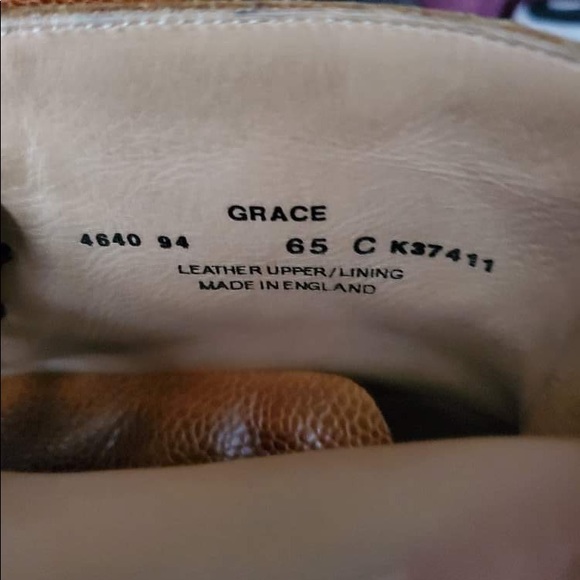 GRACE
4640 94 65 C K37411
LEATHER UPPER/LINING
MADE IN ENGLAND